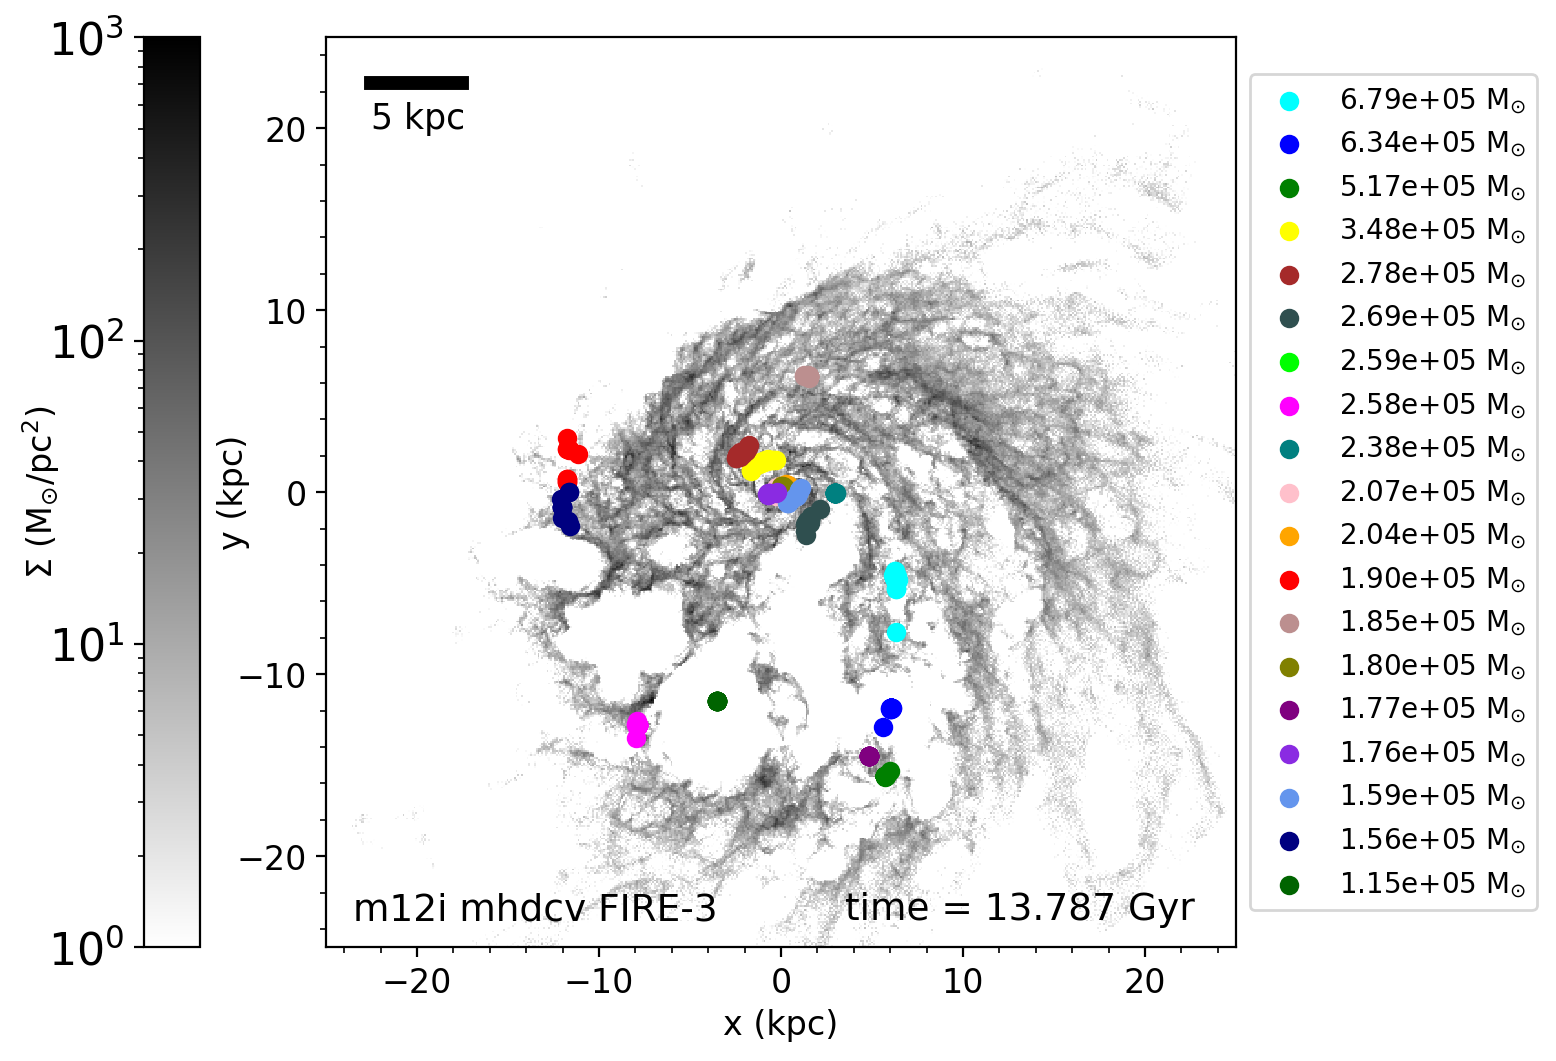 10³
10²
10¹
10⁰
Σ (M⊙/pc²)
y (kpc)
20
10
0
−10
−20
5 kpc
m12i mhdcv FIRE-3
time = 13.787 Gyr
−20
−10
0
10
20
x (kpc)
6.79e+05 M⊙
6.34e+05 M⊙
5.17e+05 M⊙
3.48e+05 M⊙
2.78e+05 M⊙
2.69e+05 M⊙
2.59e+05 M⊙
2.58e+05 M⊙
2.38e+05 M⊙
2.07e+05 M⊙
2.04e+05 M⊙
1.90e+05 M⊙
1.85e+05 M⊙
1.80e+05 M⊙
1.77e+05 M⊙
1.76e+05 M⊙
1.59e+05 M⊙
1.56e+05 M⊙
1.15e+05 M⊙